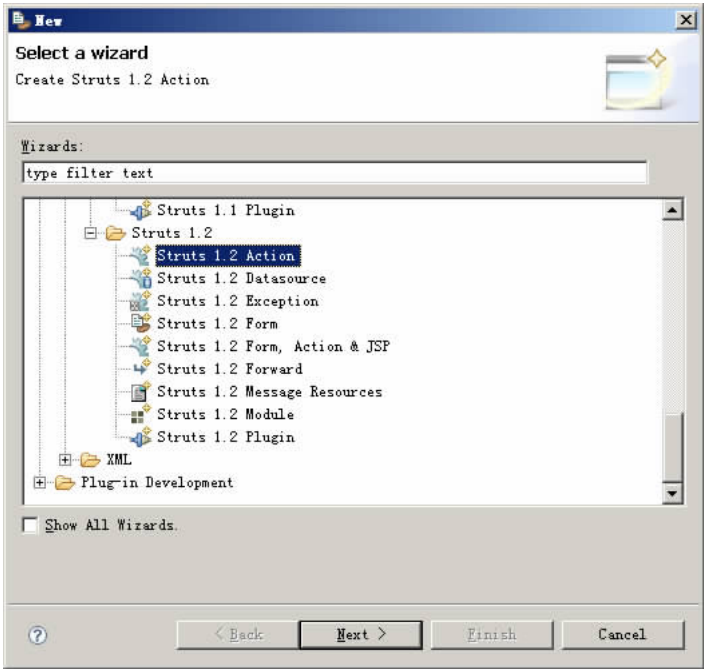 New
Select a wizard
Create Struts 1.2 Action
Wizards:
type filter text
Struts 1.1 Plugin
Struts 1.2
Struts 1.2 Action
Struts 1.2 Datasource
Struts 1.2 Exception
Struts 1.2 Form
Struts 1.2 Form, Action & JSP
Struts 1.2 Forward
Struts 1.2 Message Resources
Struts 1.2 Module
Struts 1.2 Plugin
XML
Plug-in Development
Show All Wizards.
? < Back Next > Finish Cancel